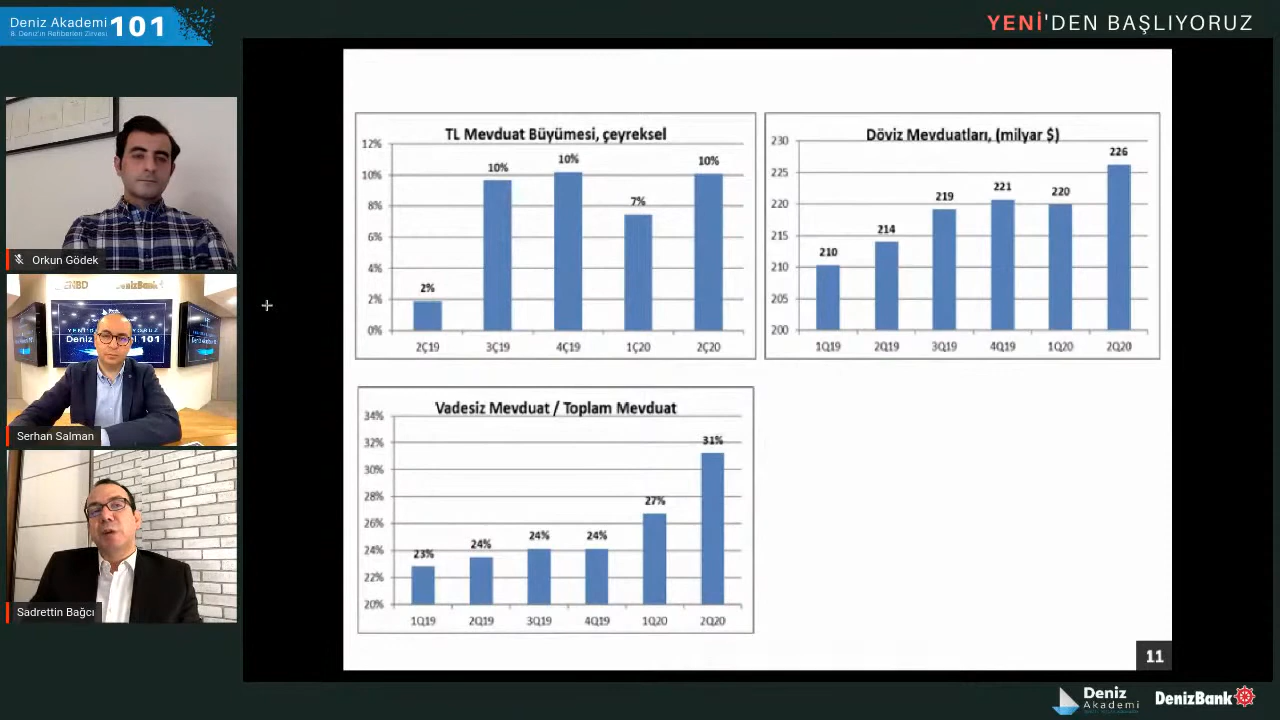 Deniz Akademi 101
8. Deniz'in Rehberleri Zirvesi
YENİ'DEN BAŞLIYORUZ
TL Mevduat Büyümesi, çeyreksel
12%
10%
8%
6%
4%
2%
0%
2%
10%
10%
7%
10%
2Ç19 3Ç19 4Ç19 1Ç20 2Ç20
Döviz Mevduatları, (milyar $)
230
225
220
215
210
205
200
210
214
219
221
220
226
1Q19 2Q19 3Q19 4Q19 1Q20 2Q20
Vadesiz Mevduat / Toplam Mevduat
34%
32%
30%
28%
26%
24%
22%
20%
23%
24%
24%
24%
27%
31%
1Q19 2Q19 3Q19 4Q19 1Q20 2Q20
11
Orkun Gödek
DenizBank
Serhan Salman
Sadrettin Bağcı
Deniz
Akademi
DenizBank